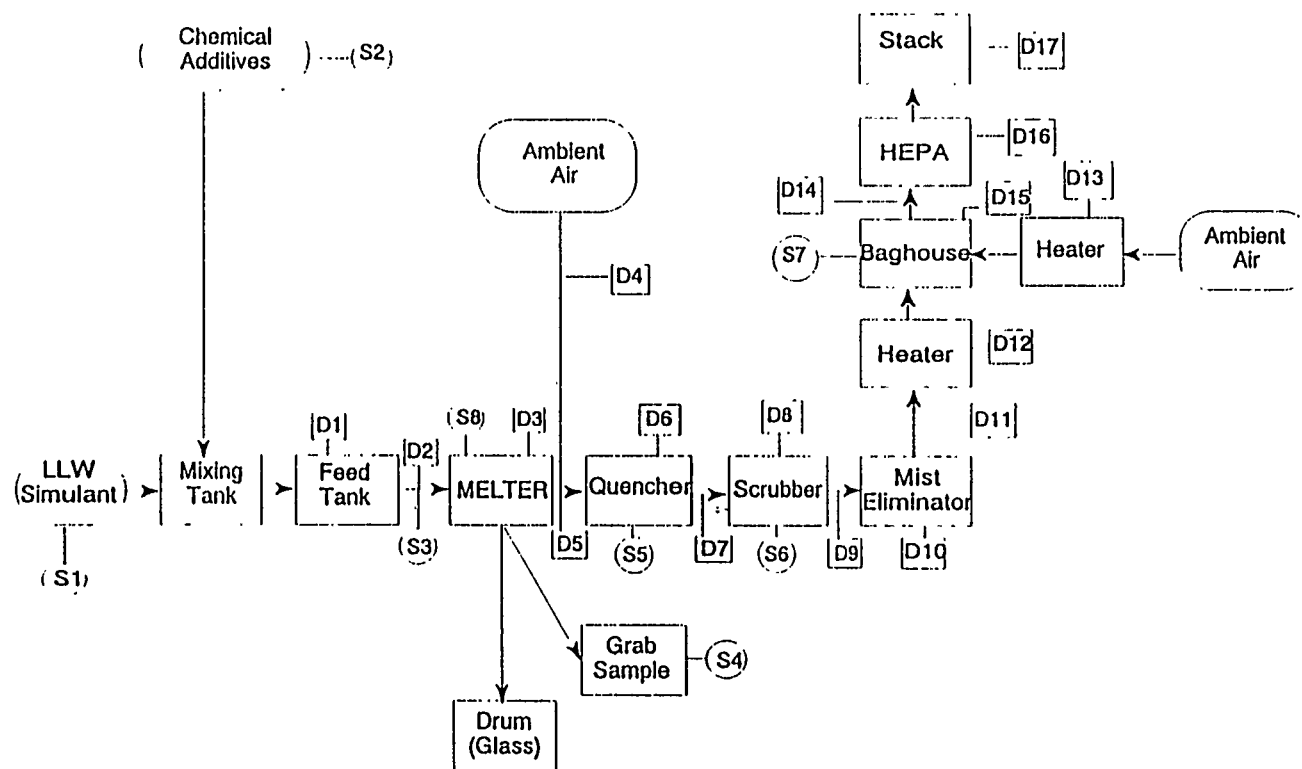 Chemical
Additives
S2
Stack
D17
HEPA
D16
Ambient
Air
D14
D15
D13
S7
Baghouse
Heater
Ambient
Air
D4
Heater
D12
D11
D1
D2
S8
D3
D6
D8
LLW
(Simulant)
Mixing
Tank
Feed
Tank
MELTER
Quencher
Scrubber
Mist
Eliminator
S1
S3
D5
S5
D7
S6
D9
D10
Grab
Sample
S4
Drum
(Glass)